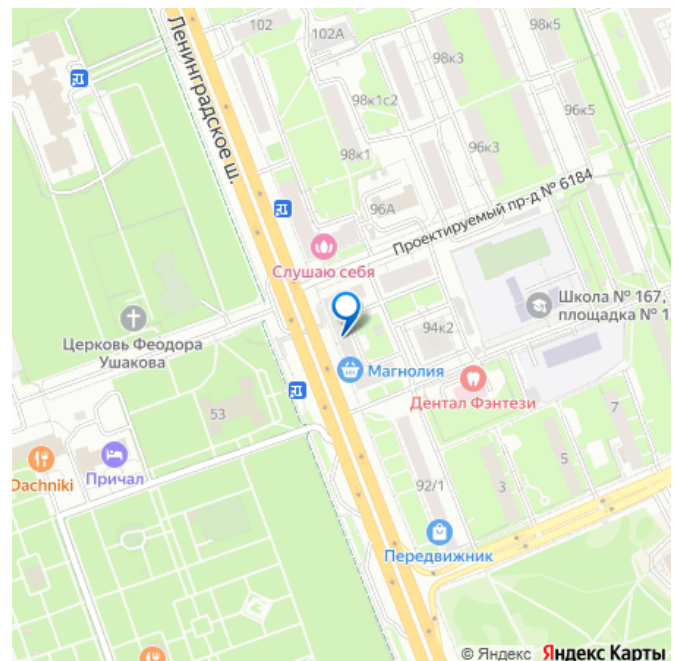 102
102А
98к5
Ленинградское ш.
98к3
98к1с2
96к5
98к1
96к3
96А
Проектируемый пр-д № 6184
Слушаю себя
Школа № 167,
площадка № 1
Церковь Феодора
Ушакова
94к2
Магнолия
Дентал Фэнтези
53
7
Dachniki
Причал
92/1
3
5
Передвижник
© Яндекс Яндекс Карты